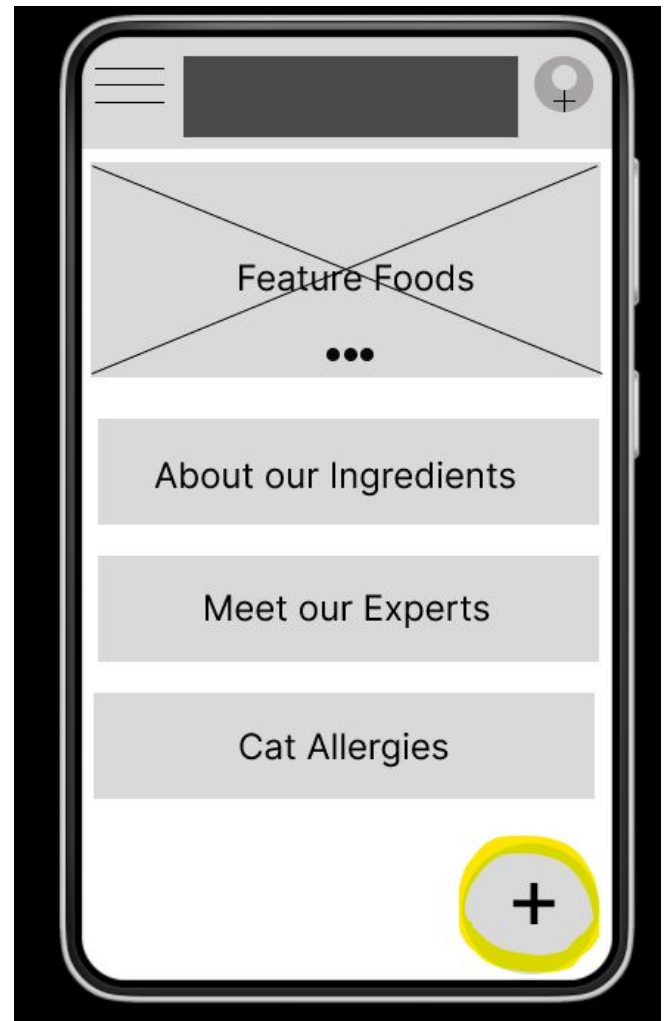 Feature Foods
About our Ingredients
Meet our Experts
Cat Allergies
+